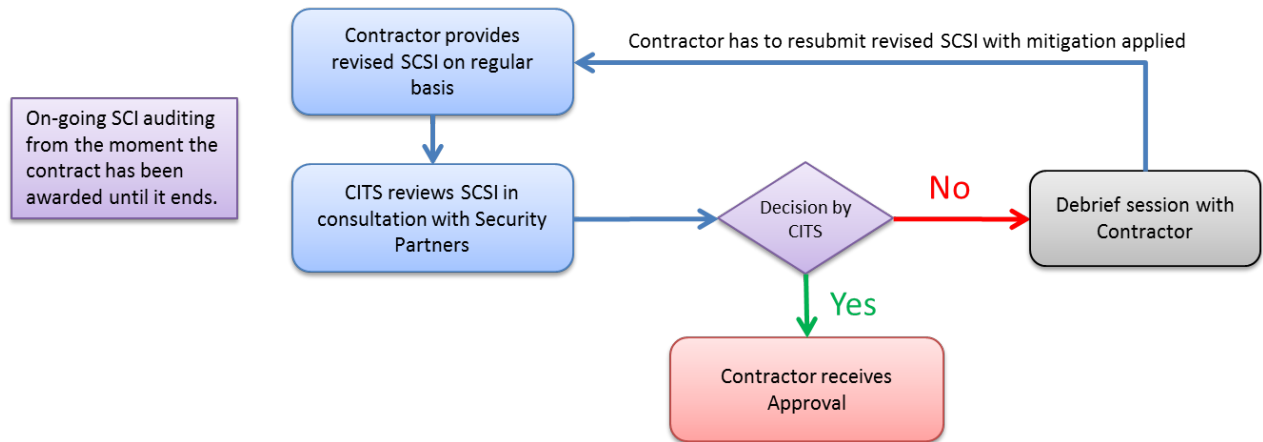 Contractor provides
revised SCSI on regular
basis
Contractor has to resubmit revised SCSI with mitigation applied
On-going SCI auditing
from the moment the
contract has been
awarded until it ends.
CITS reviews SCSI in
consultation with Security
Partners
Decision by
CITS
No
Debrief session with
Contractor
Yes
Contractor receives
Approval